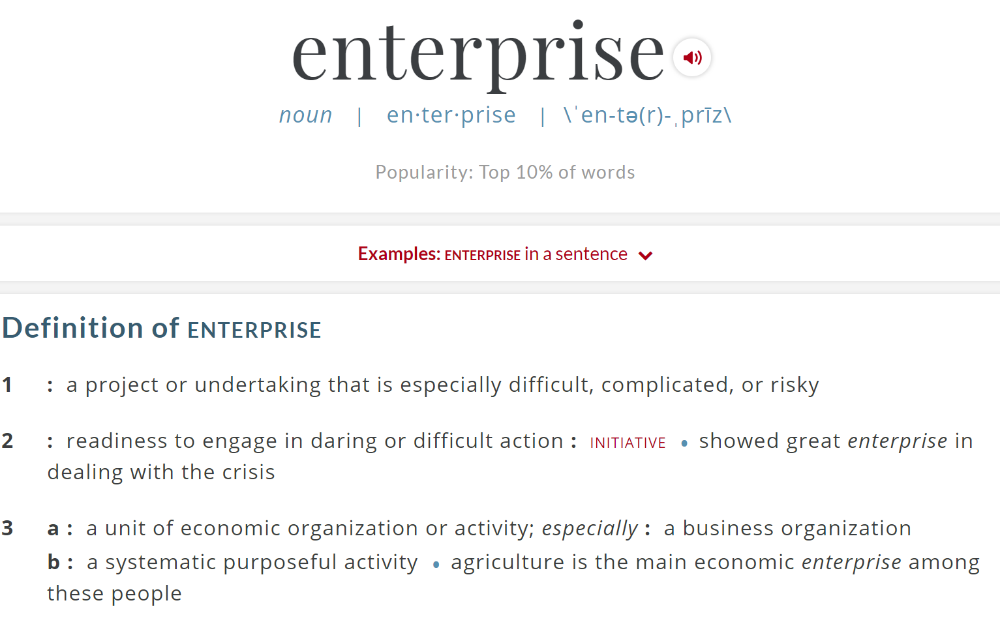 enterprise
noun | en·ter·prise | \ˈen-tə(r)-ˌprīz\
Popularity: Top 10% of words
Examples: ENTERPRISE in a sentence
Definition of ENTERPRISE
1 : a project or undertaking that is especially difficult, complicated, or risky
2 : readiness to engage in daring or difficult action : INITIATIVE • showed great enterprise in
dealing with the crisis
3 a : a unit of economic organization or activity; especially : a business organization
b : a systematic purposeful activity • agriculture is the main economic enterprise among
these people